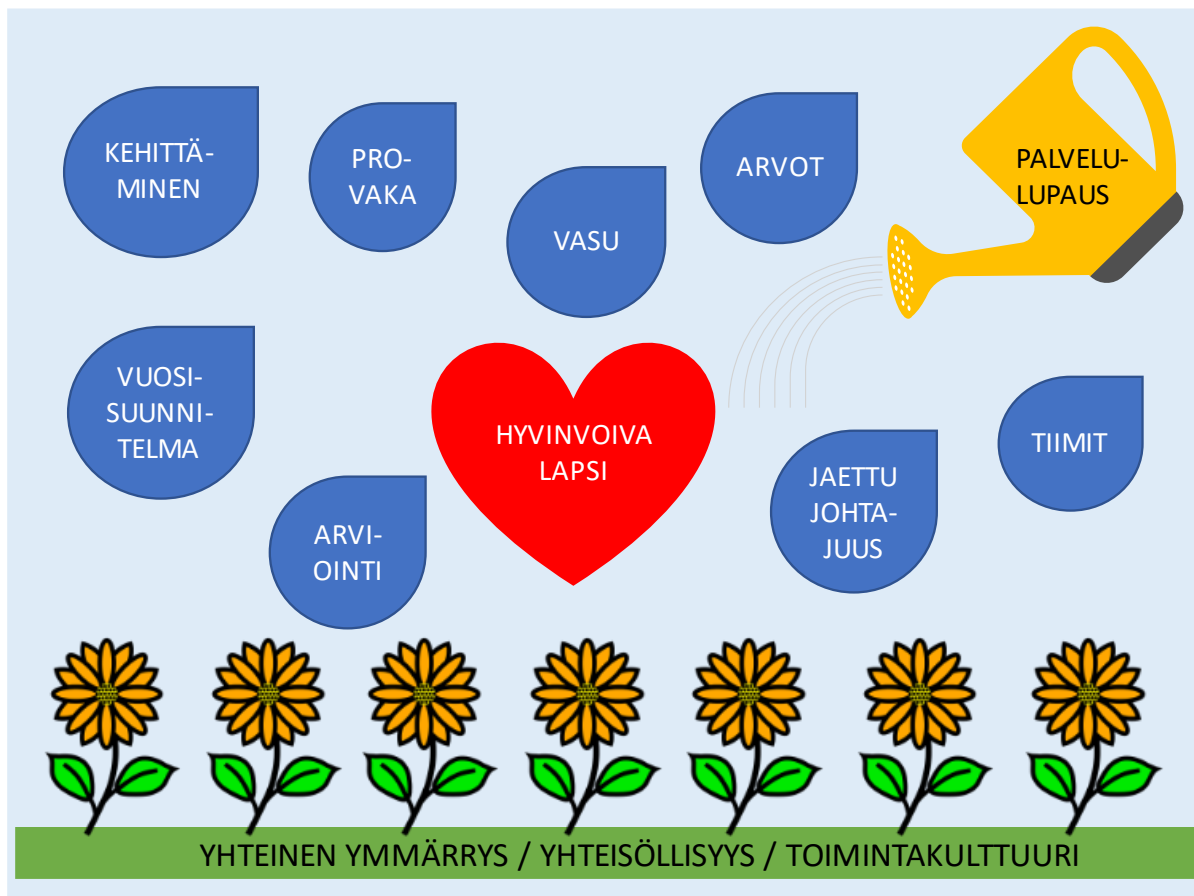 KEHITTÄ-
MINEN
PRO-
VAKA
VASU
ARVOT
PALVELU-
LUPAUS
VUOSI-
SUUNNI-
TELMA
ARVI-
OINTI
HYVINVOIVA
LAPSI
JAETTU
JOHTA-
JUUS
TIIMIT
YHTEINEN YMMÄRRYS / YHTEISÖLLISYYS / TOIMINTAKULTTUURI